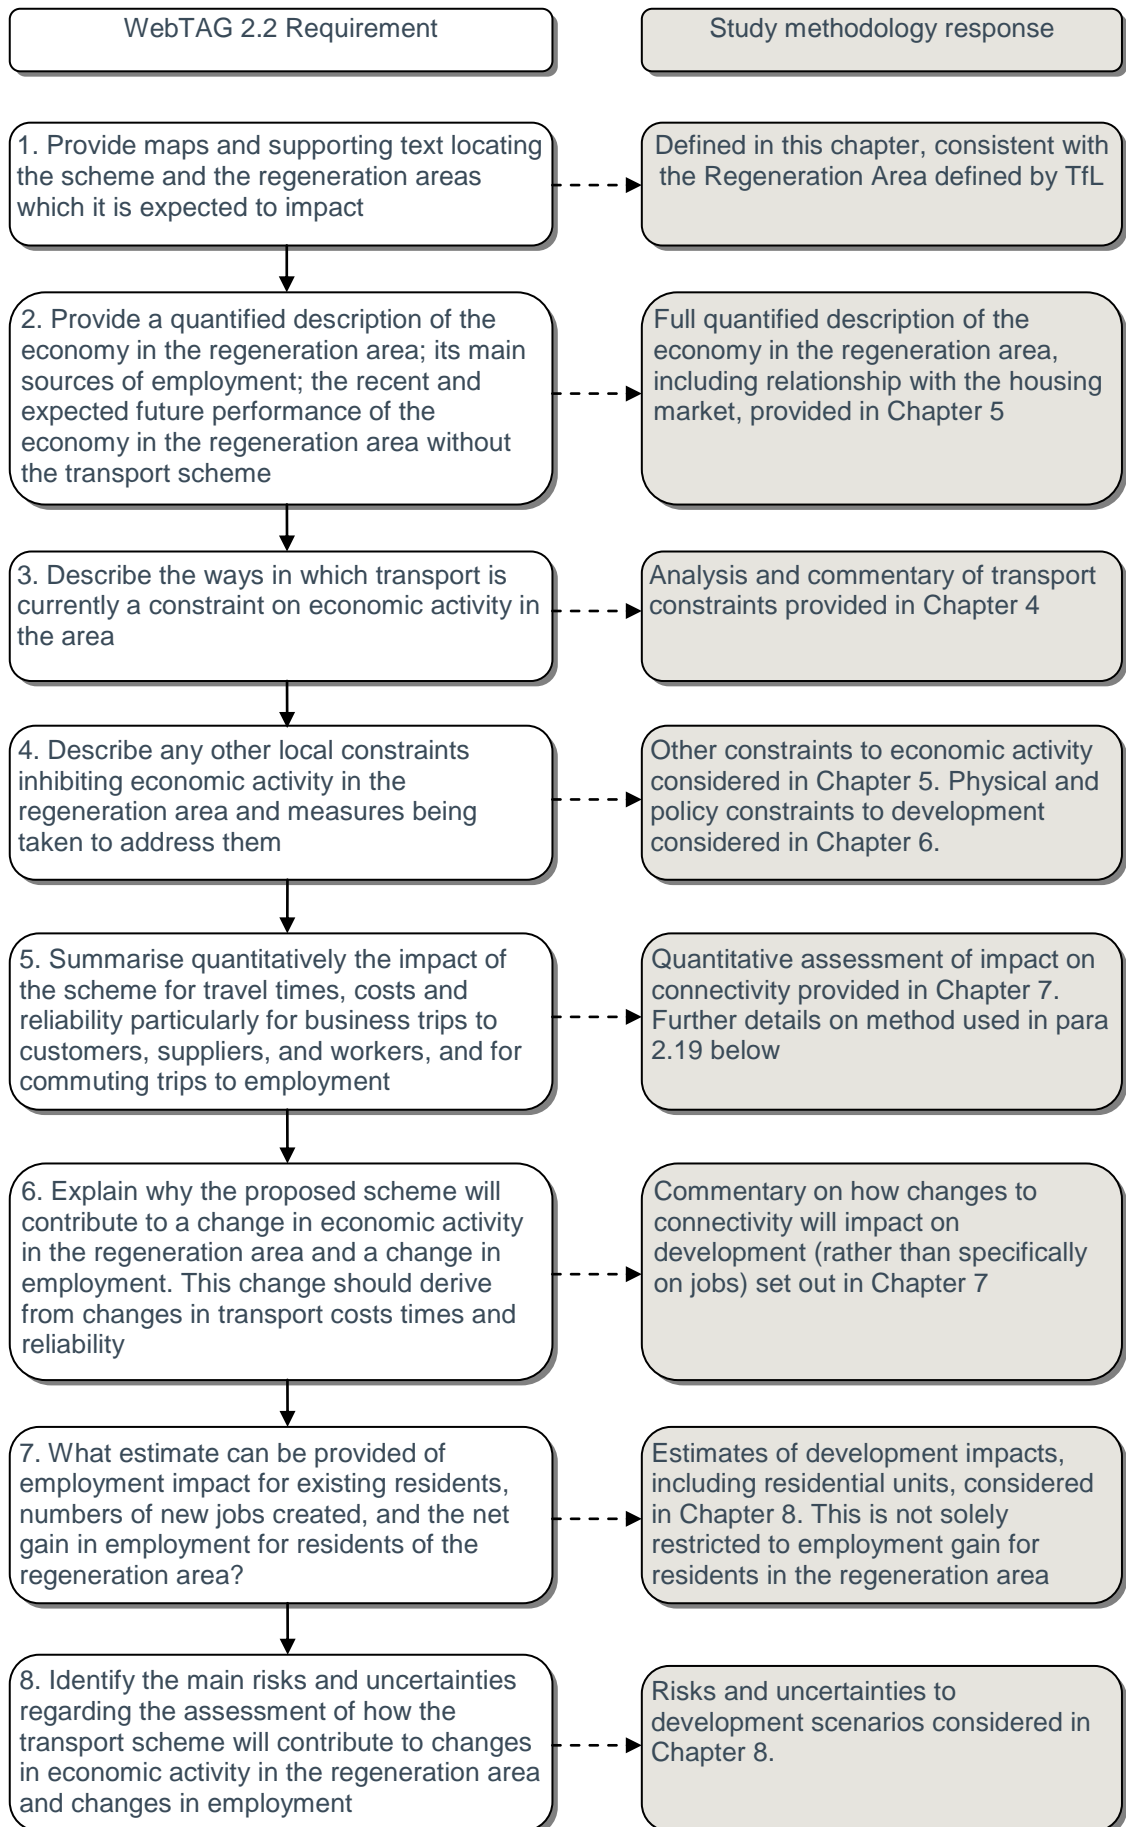 WebTAG 2.2 Requirement
Study methodology response
1. Provide maps and supporting text locating
the scheme and the regeneration areas
which it is expected to impact
Defined in this chapter, consistent with
the Regeneration Area defined by TfL
2. Provide a quantified description of the
economy in the regeneration area; its main
sources of employment; the recent and
expected future performance of the
economy in the regeneration area without
the transport scheme
Full quantified description of the
economy in the regeneration area,
including relationship with the housing
market, provided in Chapter 5
3. Describe the ways in which transport is
currently a constraint on economic activity in
the area
Analysis and commentary of transport
constraints provided in Chapter 4
4. Describe any other local constraints
inhibiting economic activity in the
regeneration area and measures being
taken to address them
Other constraints to economic activity
considered in Chapter 5. Physical and
policy constraints to development
considered in Chapter 6.
5. Summarise quantitatively the impact of
the scheme for travel times, costs and
reliability particularly for business trips to
customers, suppliers, and workers, and for
commuting trips to employment
Quantitative assessment of impact on
connectivity provided in Chapter 7.
Further details on method used in para
2.19 below
6. Explain why the proposed scheme will
contribute to a change in economic activity
in the regeneration area and a change in
employment. This change should derive
from changes in transport costs times and
reliability
Commentary on how changes to
connectivity will impact on
development (rather than specifically
on jobs) set out in Chapter 7
7. What estimate can be provided of
employment impact for existing residents,
numbers of new jobs created, and the net
gain in employment for residents of the
regeneration area?
Estimates of development impacts,
including residential units, considered
in Chapter 8. This is not solely
restricted to employment gain for
residents in the regeneration area
8. Identify the main risks and uncertainties
regarding the assessment of how the
transport scheme will contribute to changes
in economic activity in the regeneration area
and changes in employment
Risks and uncertainties to
development scenarios considered in
Chapter 8.